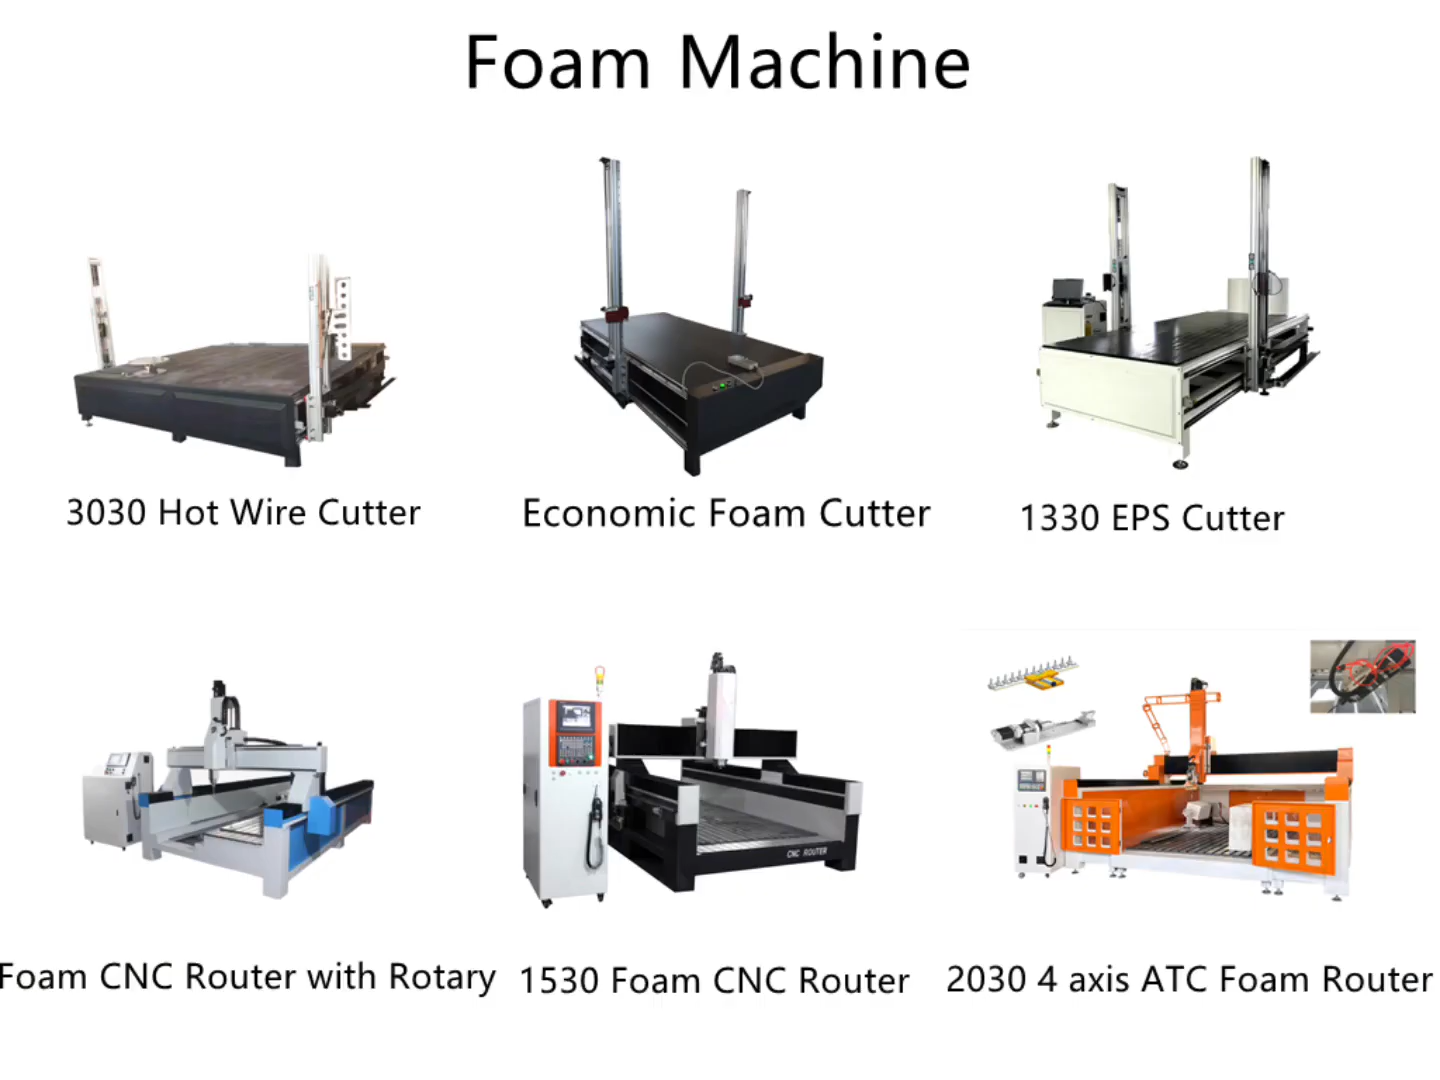 Foam Machine
3030 Hot Wire Cutter
Economic Foam Cutter
1330 EPS Cutter
CNC ROUTER
Foam CNC Router with Rotary
1530 Foam CNC Router
2030 4 axis ATC Foam Router